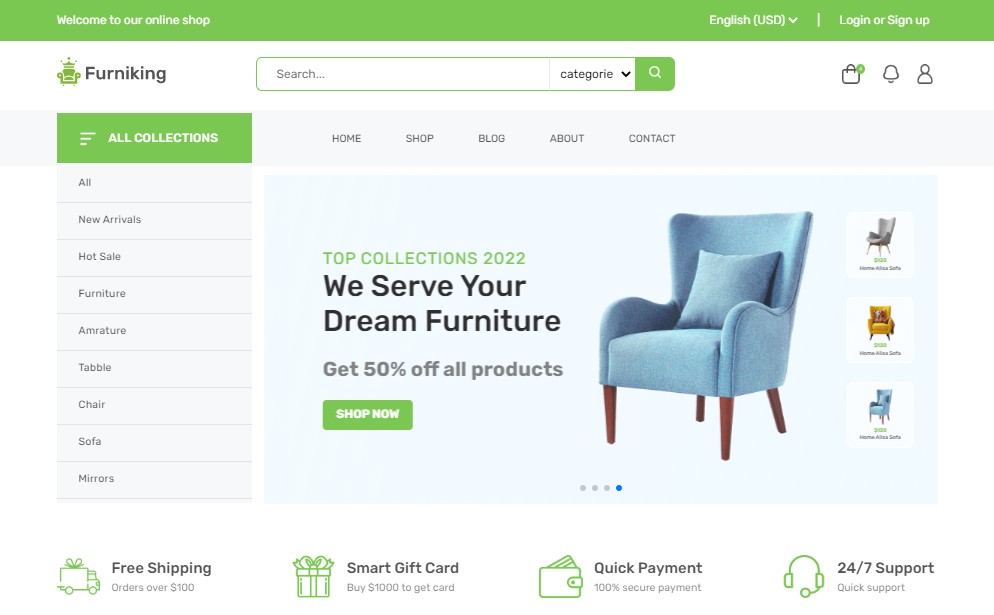 Welcome to our online shop
English (USD)
Login or Sign up
Furniking
Search...
categorie
ALL COLLECTIONS
HOME
SHOP
BLOG
ABOUT
CONTACT
All
New Arrivals
Hot Sale
Furniture
Amrature
Tabble
Chair
Sofa
Mirrors
TOP COLLECTIONS 2022
We Serve Your
Dream Furniture
Get 50% off all products
SHOP NOW
Home Alisa Sofa
Home Alisa Sofa
Home Alisa Sofa
Free Shipping
Orders over $100
Smart Gift Card
Buy $1000 to get card
Quick Payment
100% secure payment
24/7 Support
Quick support